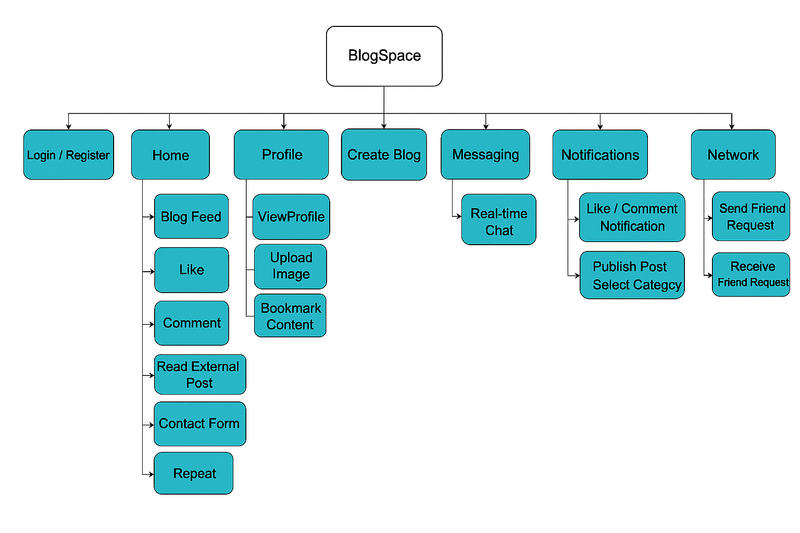 BlogSpace
Login / Register
Home
Profile
Create Blog
Messaging
Notifications
Network
Blog Feed
Like
Comment
Read External
Post
Contact Form
Repeat
ViewProfile
Upload
Image
Bookmark
Content
Real-time
Chat
Like / Comment
Notification
Publish Post
Select Categcy
Send Friend
Request
Receive
Friend Request